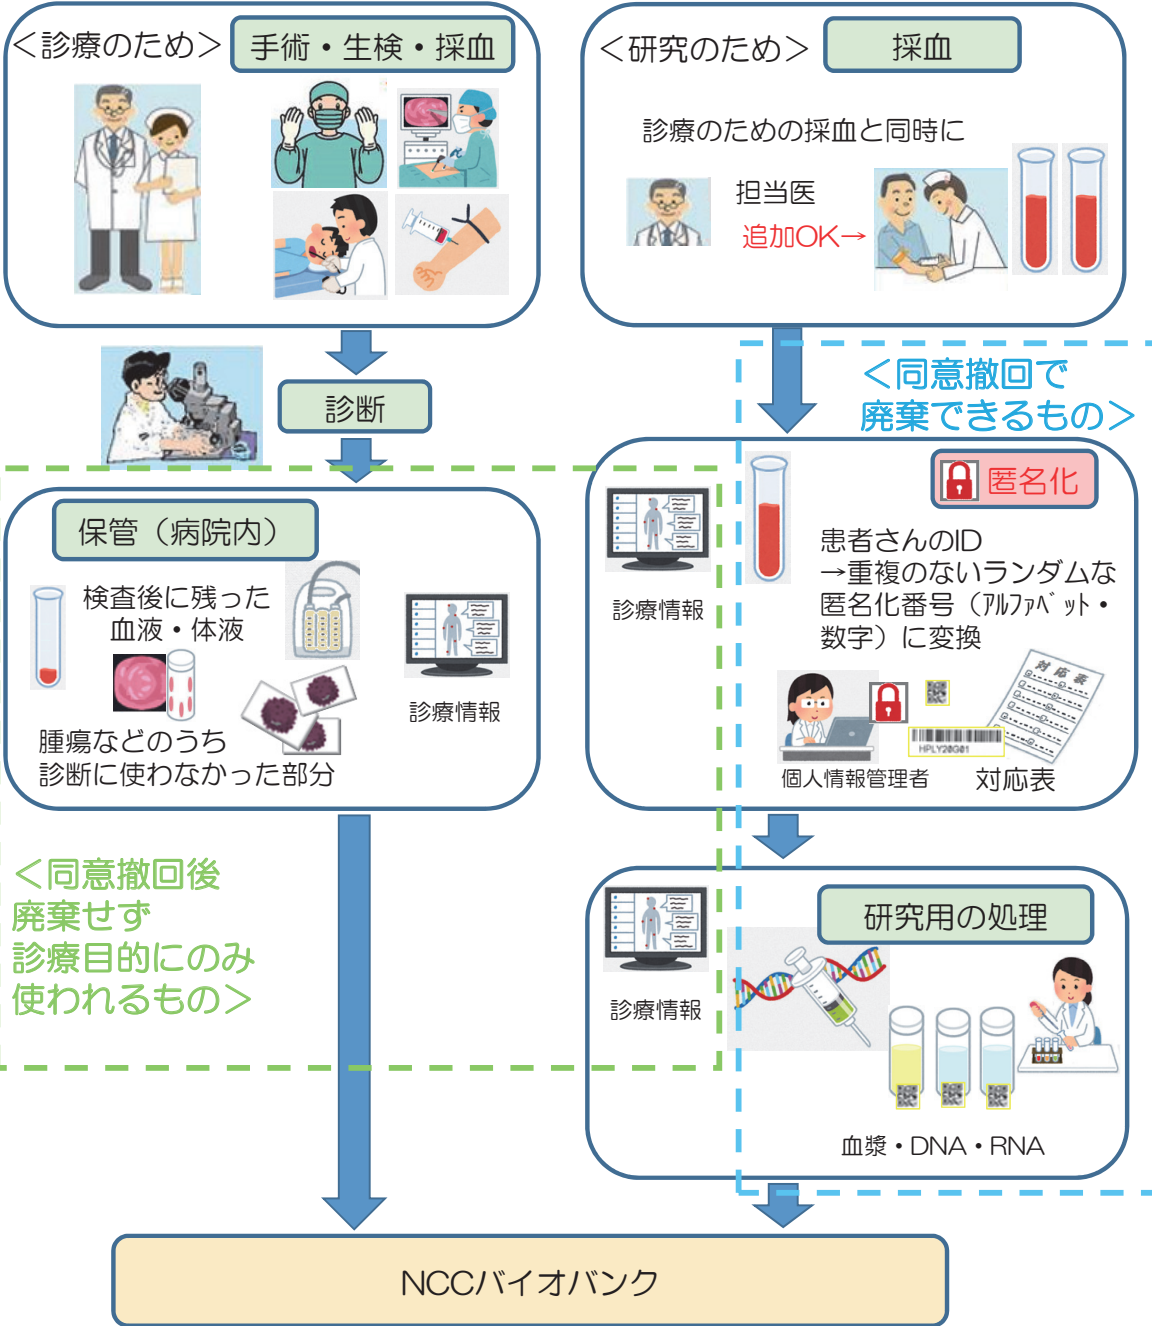 ＜診療のため＞
手術・生検・採血
＜研究のため＞
採血
診療のための採血と同時に
担当医
追加OK→
診断
＜同意撤回で
廃棄できるもの＞
保管（病院内）
検査後に残った
血液・体液
診療情報
腫瘍などのうち
診断に使わなかった部分
＜同意撤回後
廃棄せず
診療目的にのみ
使われるもの＞
診療情報
匿名化
患者さんのID
→重複のないランダムな
匿名化番号（ｱﾙﾌｧﾍﾞｯﾄ・
数字）に変換
対応表
HPLY20G01
個人情報管理者
対応表
診療情報
研究用の処理
血漿・DNA・RNA
NCCバイオバンク